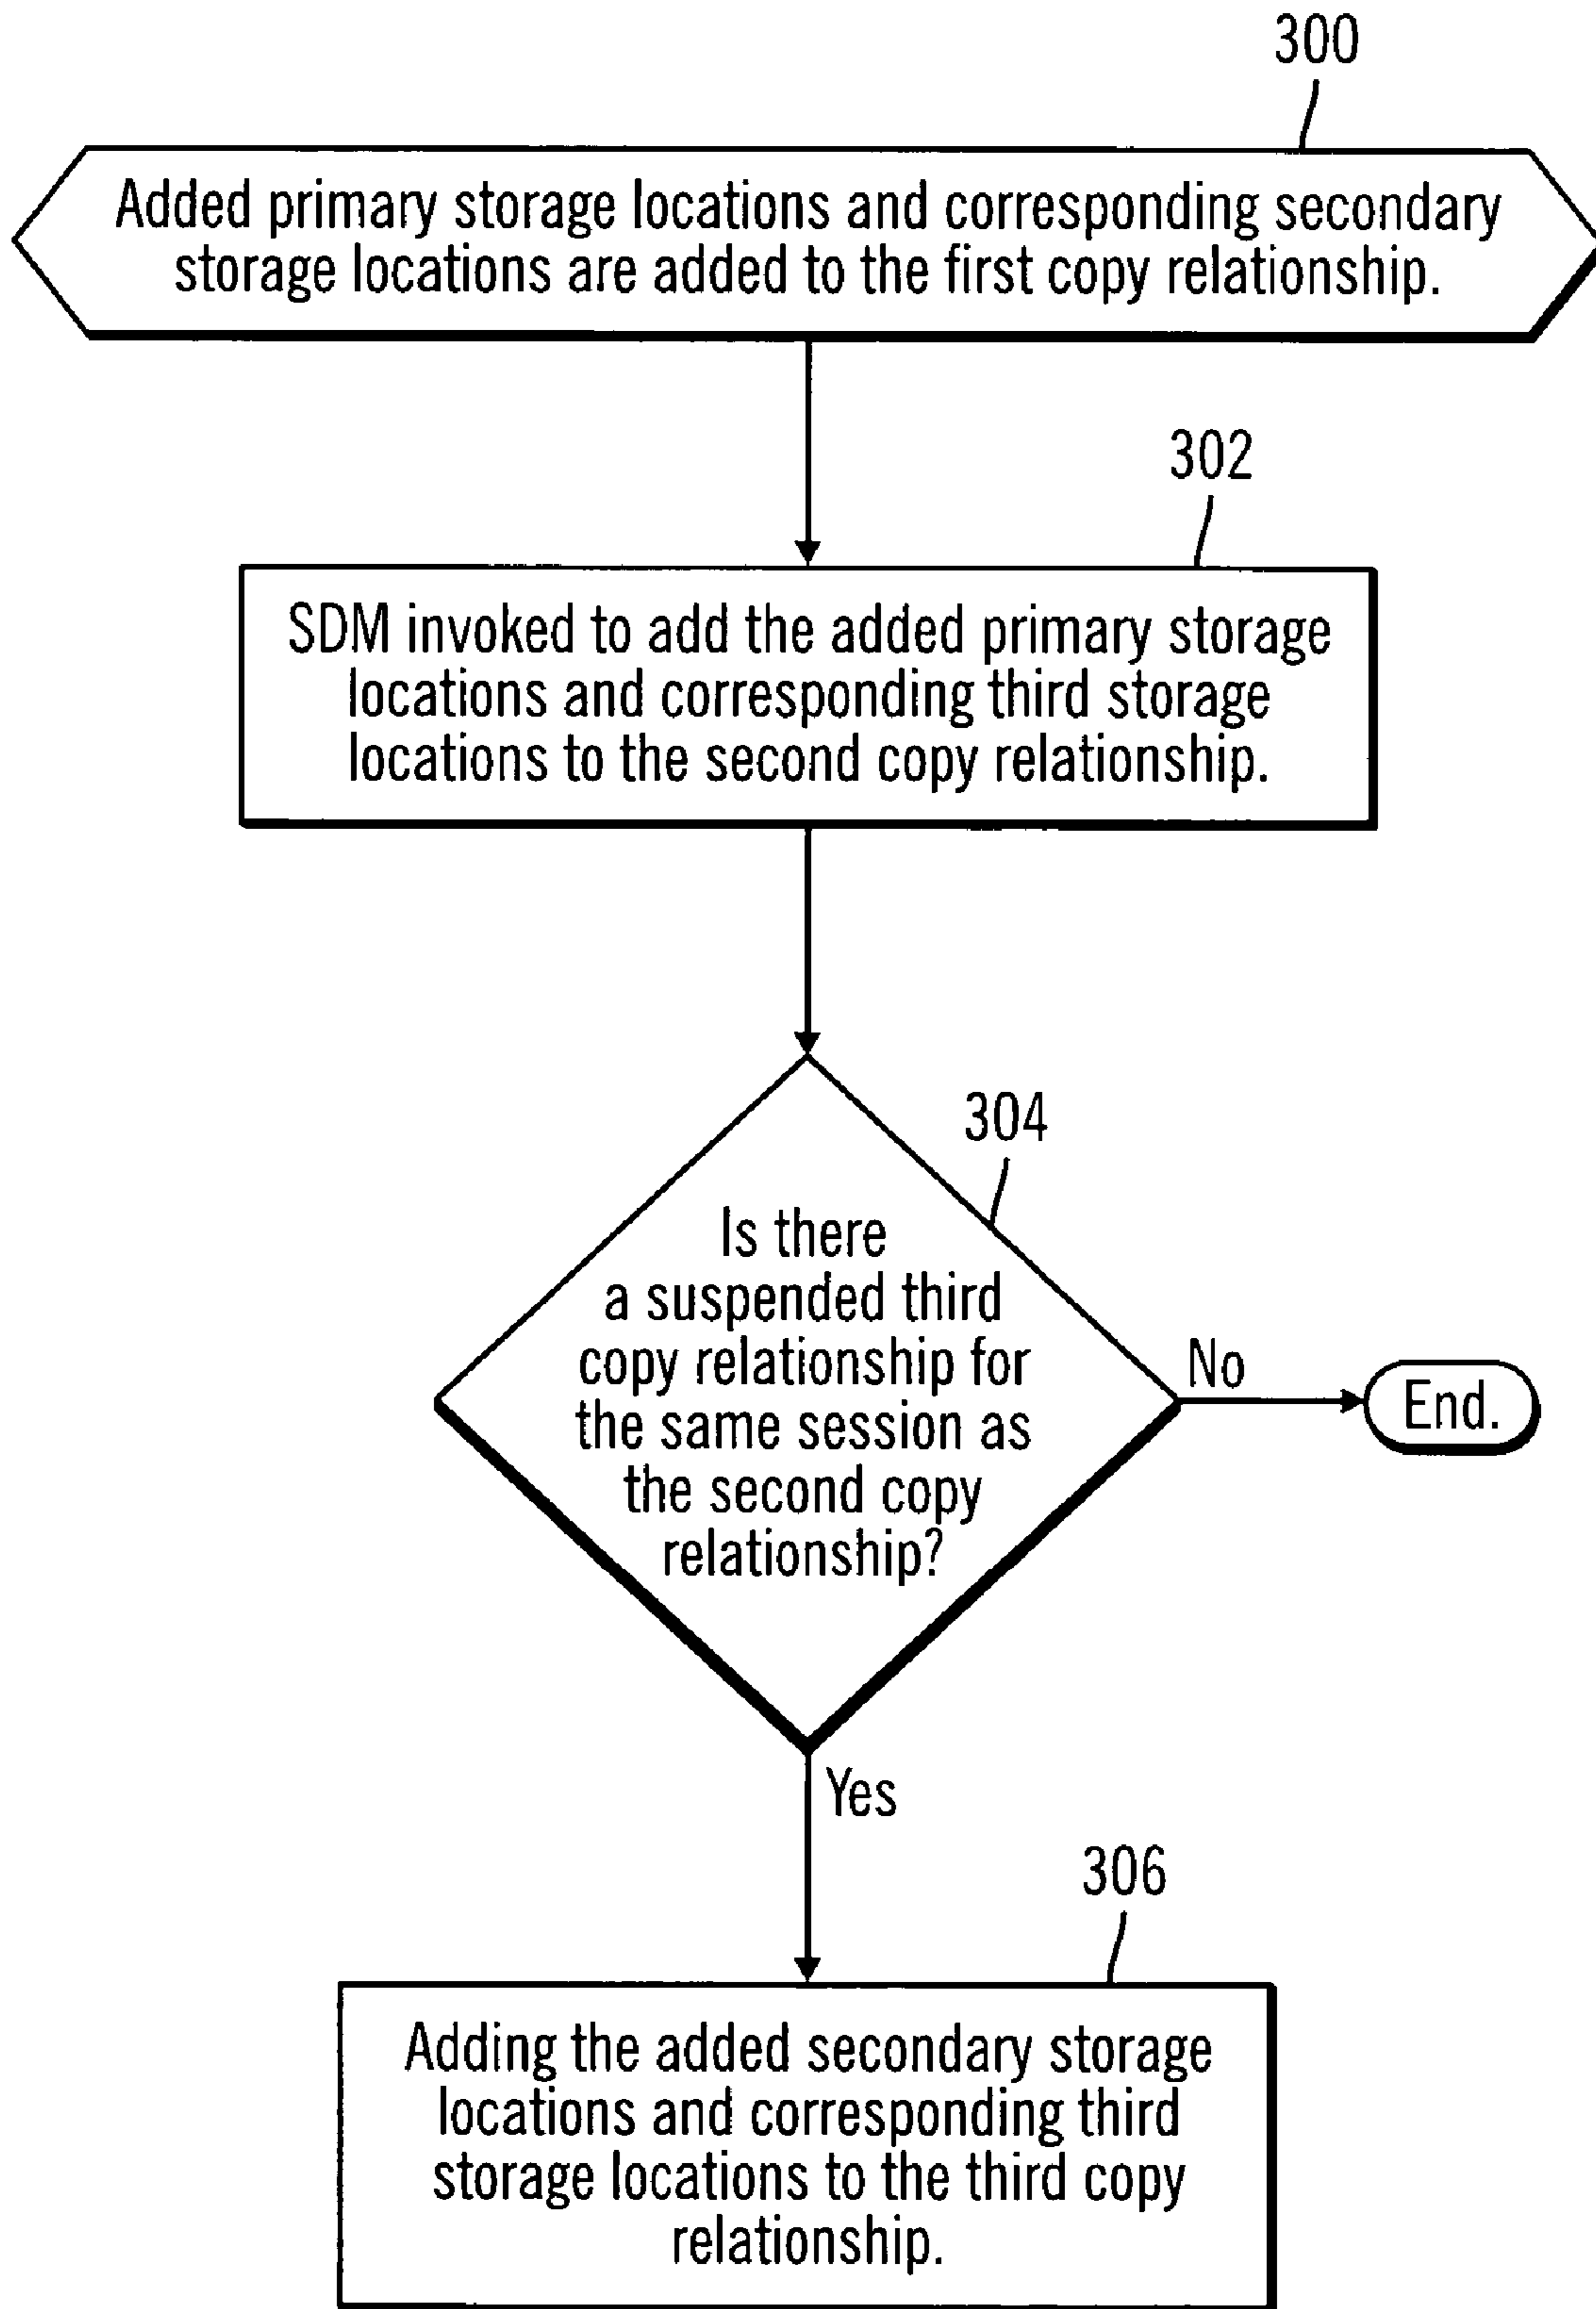 300
Added primary storage locations and corresponding secondary
storage locations are added to the first copy relationship.
302
SDM invoked to add the added primary storage
locations and corresponding third storage
locations to the second copy relationship.
304
Is there
a suspended third
copy relationship for
the same session as
the second copy
relationship?
No
End.
Yes
306
Adding the added secondary storage
locations and corresponding third
storage locations to the third copy
relationship.